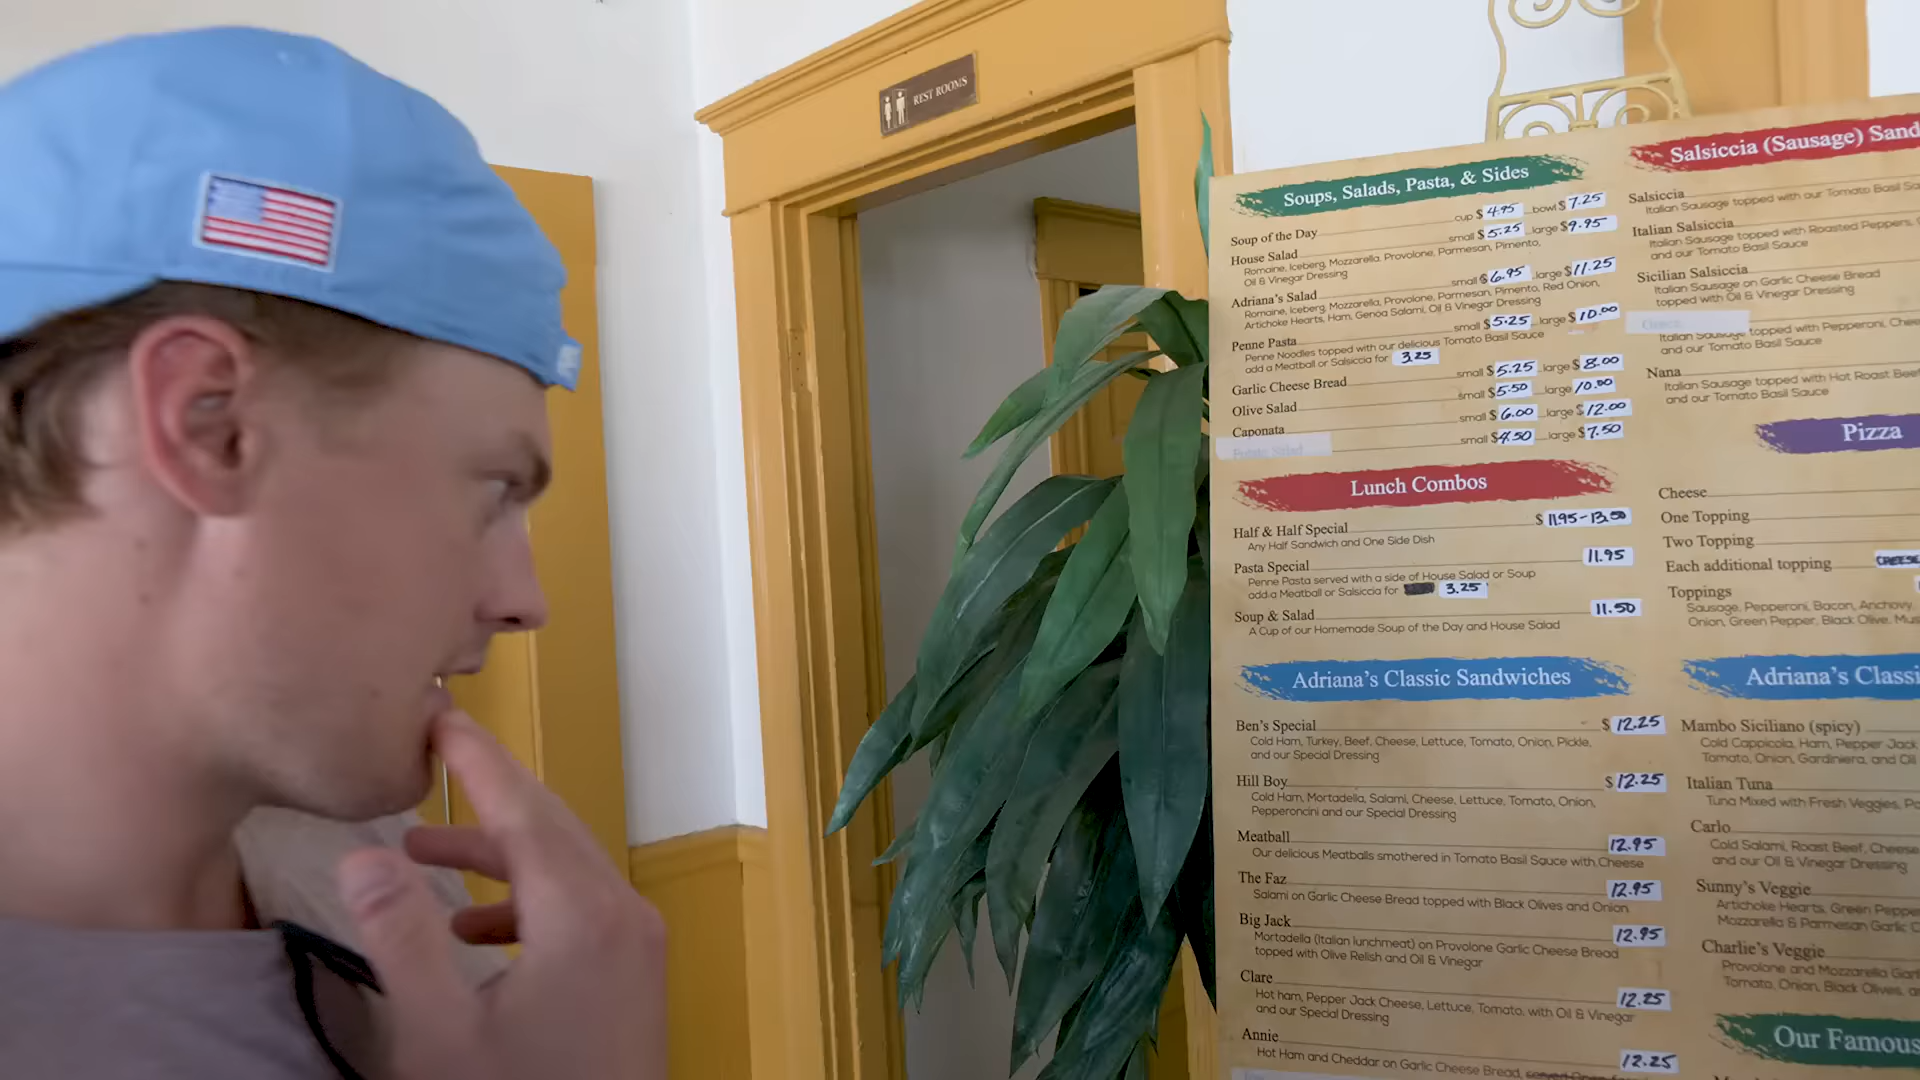 REST ROOMS
Soups, Salads, Pasta, & Sides
Soup of the Day cup $ 4.95 bowl $ 7.25
House Salad small $ 5.25 large $ 9.95
Romaine, Iceberg, Mozzarella, Provolone, Parmesan, Pimento,
Oil & Vinegar Dressing
Adriana's Salad small $ 6.95 large $ 11.25
Romaine, Iceberg, Mozzarella, Provolone, Parmesan, Pimento, Red Onion,
Artichoke Hearts, Ham, Genoa Salami, Oil & Vinegar Dressing
Penne Pasta small $ 5.25 large $ 10.00
Penne Noodles topped with our delicious Tomato Basil Sauce
add a Meatball or Salsiccia for 3.25
Garlic Cheese Bread small $ 5.25 large $ 8.00
Olive Salad small $ 5.50 large 10.00
Caponata small $ 6.00 large $ 12.00
Potato Salad small $ 4.50 large $ 7.50
Lunch Combos
Half & Half Special $ 11.95-13.50
Any Half Sandwich and One Side Dish
Pasta Special 11.95
Penne Pasta served with a side of House Salad or Soup
add a Meatball or Salsiccia for 3.25
Soup & Salad 11.50
A Cup of our Homemade Soup of the Day and House Salad
Adriana's Classic Sandwiches
Ben's Special $ 12.25
Cold Ham, Turkey, Beef, Cheese, Lettuce, Tomato, Onion, Pickle,
and our Special Dressing
Hill Boy $ 12.25
Cold Ham, Mortadella, Salami, Cheese, Lettuce, Tomato, Onion,
Pepperoncini and our Special Dressing
Meatball 12.95
Our delicious Meatballs smothered in Tomato Basil Sauce with Cheese
The Faz 12.95
Salami on Garlic Cheese Bread topped with Black Olives and Onion
Big Jack 12.95
Mortadella (Italian lunchmeat) on Provolone Garlic Cheese Bread
topped with Olive Relish and Oil & Vinegar
Clare 12.25
Hot ham, Pepper Jack Cheese, Lettuce, Tomato, with Oil & Vinegar
and our Special Dressing
Annie 12.25
Hot Ham and Cheddar on Garlic Cheese Bread,
Salsiccia (Sausage) Sand
Salsiccia
Italian Sausage topped with our Tomato Basil Sa
Italian Salsiccia
Italian Sausage topped with Roasted Peppers,
and our Tomato Basil Sauce
Sicilian Salsiccia
Italian Sausage on Garlic Cheese Bread
topped with Oil & Vinegar Dressing
Italian Sausage topped with Pepperoni, Chee
and our Tomato Basil Sauce
Nana
Italian Sausage topped with Hot Roast Beef
and our Tomato Basil Sauce
Pizza
Cheese
One Topping
Two Topping
Each additional topping CHEESE
Toppings
Sausage, Pepperoni, Bacon, Anchovy,
Onion, Green Pepper, Black Olive, Mus
Adriana's Classi
Mambo Siciliano (spicy)
Cold Cappicola, Ham, Pepper Jack
Tomato, Onion, Gardiniera, and Oil
Italian Tuna
Tuna Mixed with Fresh Veggies, Po
Carlo
Cold Salami, Roast Beef, Cheese
and our Oil & Vinegar Dressing
Sunny's Veggie
Artichoke Hearts, Green Peppe
Mozzarella & Parmesan Garlic C
Charlie's Veggie
Provolone and Mozzarella Garl
Tomato, Onion, Black Olives, a
Our Famous